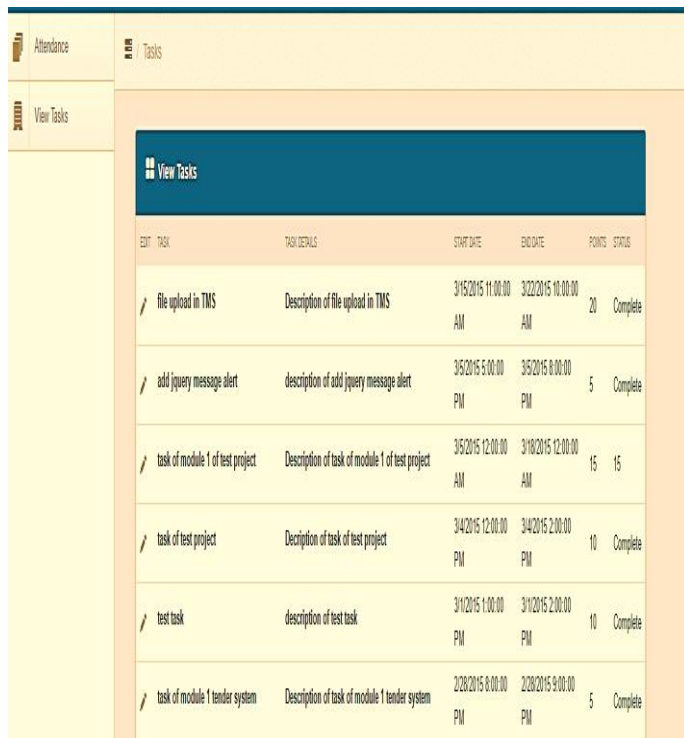 Attendance
/ Tasks
View Tasks
View Tasks
EDIT TASK TASK DETAILS START DATE END DATE POINTS STATUS
file upload in TMS Description of file upload in TMS 3/15/2015 11:00:00 AM 3/22/2015 10:00:00 AM 20 Complete
add jquery message alert description of add jquery message alert 3/5/2015 5:00:00 PM 3/5/2015 8:00:00 PM 5 Complete
task of module 1 of test project Description of task of module 1 of test project 3/5/2015 12:00:00 AM 3/18/2015 12:00:00 AM 15 15
task of test project Decription of task of test project 3/4/2015 12:00:00 PM 3/4/2015 2:00:00 PM 10 Complete
test task description of test task 3/1/2015 1:00:00 PM 3/1/2015 2:00:00 PM 10 Complete
task of module 1 tender system Description of task of module 1 tender system 2/28/2015 8:00:00 PM 2/28/2015 9:00:00 PM 5 Complete